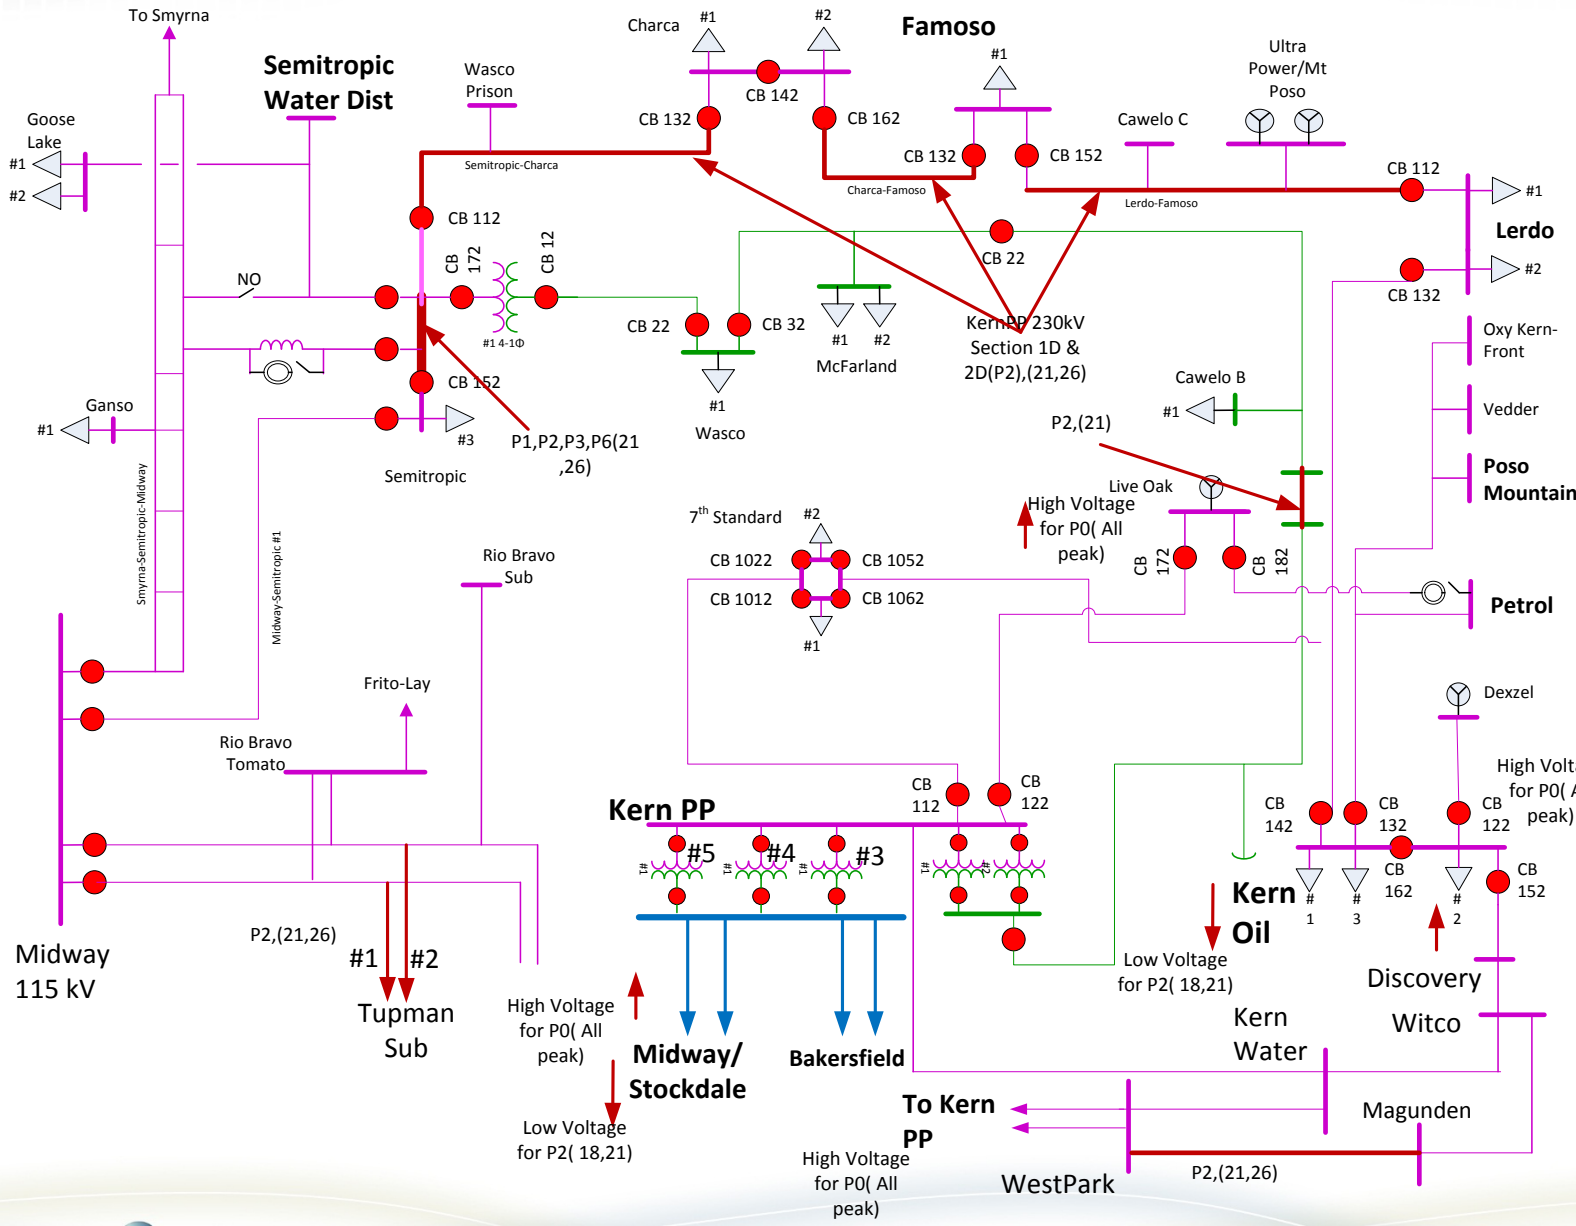 To Smyrna
Semitropic
Water Dist
Goose
Lake
#1
#2
NO
Ganso
#1
Smyrna-Semitropic-Midway
Midway-Semitropic #1
Wasco
Prison
Semitropic-Charca
CB 112
CB
172
CB 12
#1 4-1Φ
CB 152
#3
Semitropic
P1,P2,P3,P6(21
,26)
Charca
#1
#2
CB 142
CB 132
CB 162
Charca-Famoso
Famoso
#1
CB 132
CB 152
Cawelo C
Lerdo-Famoso
Ultra
Power/Mt
Poso
CB 112
#1
Lerdo
#2
CB 132
CB 22
CB 22
CB 32
#1
Wasco
#1
#2
McFarland
KernPP 230kV
Section 1D &
2D(P2),(21,26)
Cawelo B
#1
P2,(21)
Oxy Kern-
Front
Vedder
Poso
Mountain
Live Oak
High Voltage
for P0( All
peak)
CB
172
CB
182
Petrol
7th Standard
#2
CB 1022
CB 1052
CB 1012
CB 1062
#1
Rio Bravo
Sub
Frito-Lay
Rio Bravo
Tomato
Midway
115 kV
P2,(21,26)
#1
#2
Tupman
Sub
Kern PP
CB
112
CB
122
#5
#4
#3
#1
#1
#1
#1
#2
High Voltage
for P0( All
peak)
Low Voltage
for P2( 18,21)
Midway/
Stockdale
Bakersfield
High Voltage
for P0( All
peak)
Dexzel
High Volta
for P0( A
peak)
CB
142
CB
132
CB
122
CB
162
CB
152
#
1
#
3
#
2
Kern
Oil
Low Voltage
for P2( 18,21)
Discovery
Witco
Kern
Water
To Kern
PP
Magunden
WestPark
P2,(21,26)